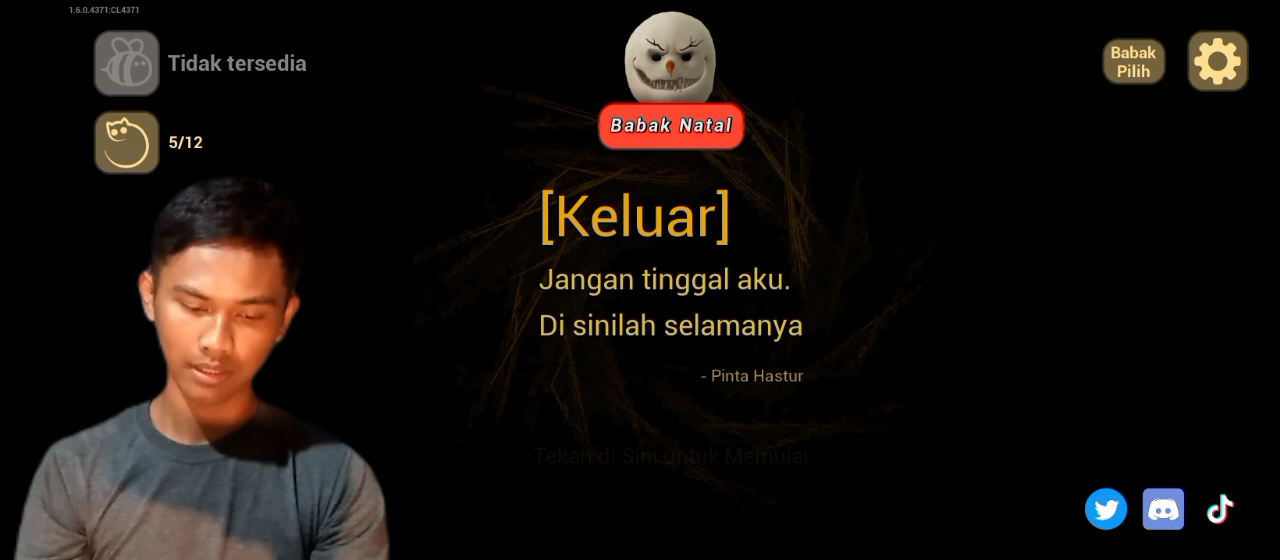 1.6.0.4371:CL4371
Tidak tersedia
5/12
Babak Natal
Babak
Pilih
[Keluar]
Jangan tinggal aku.
Di sinilah selamanya
- Pinta Hastur
Tekan di Sini untuk Memulai